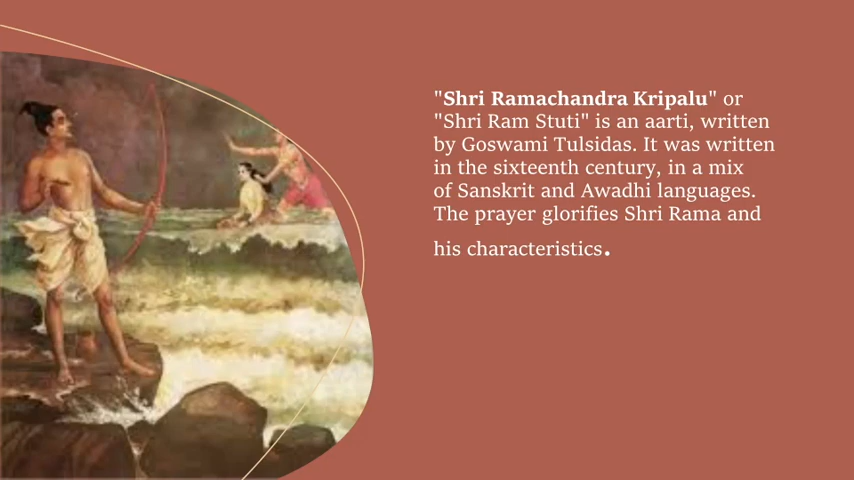 "Shri Ramachandra Kripalu" or
"Shri Ram Stuti" is an aarti, written
by Goswami Tulsidas. It was written
in the sixteenth century, in a mix
of Sanskrit and Awadhi languages.
The prayer glorifies Shri Rama and
his characteristics.